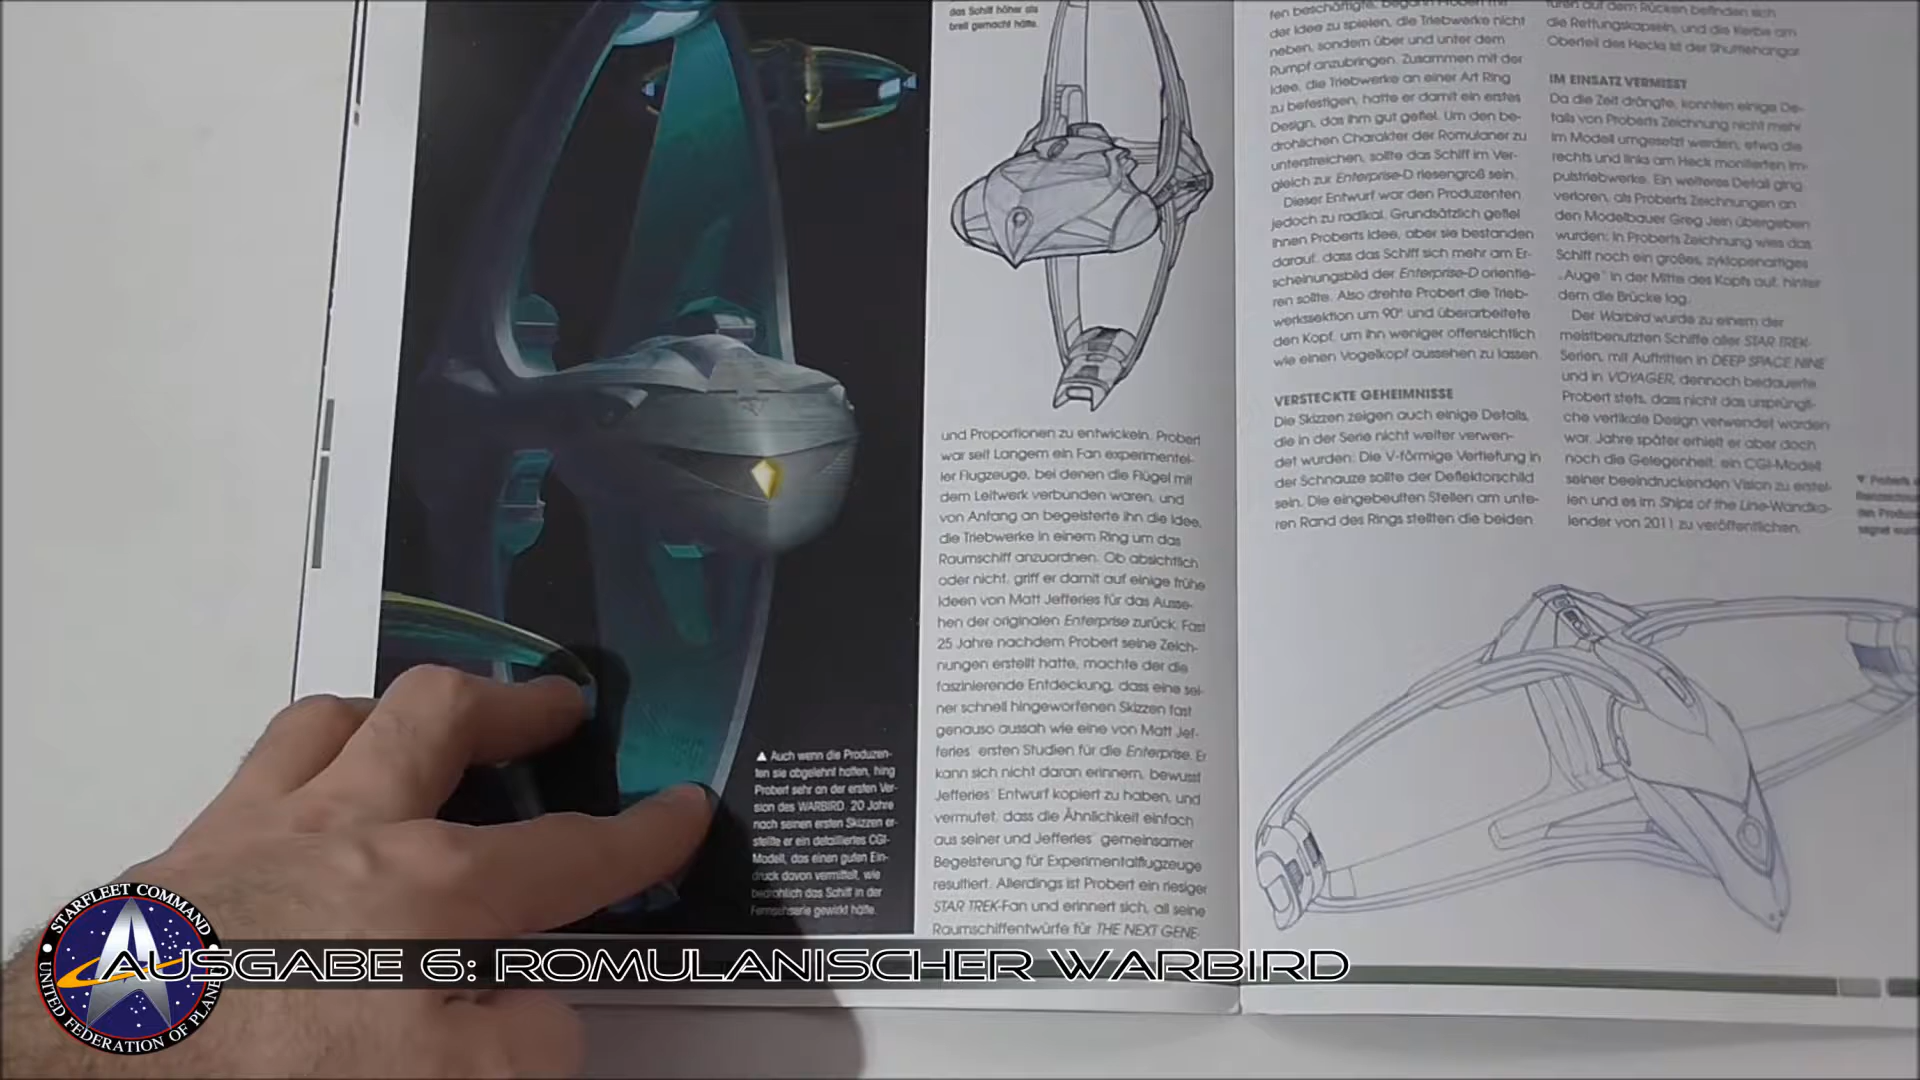 das Schiff höher als
breit gemacht hätte.
▲ Auch wenn die Produzen-
ten sie abgelehnt hatten, hing
Probert sehr an der ersten Ver-
sion des WARBIRD. 20 Jahre
nach seinen ersten Skizzen er-
stellte er ein detailliertes CGI-
Modell, das einen guten Ein-
druck davon vermittelt, wie
bedrohlich das Schiff in der
Fernsehserie gewirkt hätte.
und Proportionen zu entwickeln. Probert
war seit Langem ein Fan experimentel-
ler Flugzeuge, bei denen die Flügel mit
dem Leitwerk verbunden waren, und
von Anfang an begeisterte ihn die Idee,
die Triebwerke in einem Ring um das
Raumschiff anzuordnen. Ob absichtlich
oder nicht, griff er damit auf einige frühe
Ideen von Matt Jefferies für das Ausse-
hen der originalen Enterprise zurück. Fast
25 Jahre nachdem Probert seine Zeich-
nungen erstellt hatte, machte der die
faszinierende Entdeckung, dass eine sei-
ner schnell hingeworfenen Skizzen fast
genauso aussah wie eine von Matt Jef-
feries' ersten Studien für die Enterprise. Er
kann sich nicht daran erinnern, bewusst
Jefferies' Entwurf kopiert zu haben, und
vermutet, dass die Ähnlichkeit einfach
aus seiner und Jefferies' gemeinsamer
Begeisterung für Experimentalflugzeuge
resultiert. Allerdings ist Probert ein riesiger
STAR TREK-Fan und erinnert sich, all seine
Raumschiffentwürfe für THE NEXT GENE-
ten beschäftigte, begann Probert mit
der Idee zu spielen, die Triebwerke nicht
neben, sondern über und unter dem
Rumpf anzubringen. Zusammen mit der
Idee, die Triebwerke an einer Art Ring
zu befestigen, hatte er damit ein erstes
Design, das ihm gut gefiel. Um den be-
drohlichen Charakter der Romulaner zu
unterstreichen, sollte das Schiff im Ver-
gleich zur Enterprise-D riesengroß sein.
Dieser Entwurf war den Produzenten
jedoch zu radikal. Grundsätzlich gefiel
ihnen Proberts Idee, aber sie bestanden
darauf, dass das Schiff sich mehr am Er-
scheinungsbild der Enterprise-D orientie-
ren sollte. Also drehte Probert die Trieb-
werkssektion um 90° und überarbeitete
den Kopf, um ihn weniger offensichtlich
wie einen Vogelkopf aussehen zu lassen.
VERSTECKTE GEHEIMNISSE
Die Skizzen zeigen auch einige Details,
die in der Serie nicht weiter verwen-
det wurden: Die V-förmige Vertiefung in
der Schnauze sollte der Deflektorschild
sein. Die eingebeulten Stellen am unte-
ren Rand des Rings stellten die beiden
auf dem Rücken befinden sich
die Rettungskapseln, und die Kerbe am
Oberteil des Hecks ist der Shuttlehangar.
IM EINSATZ VERMISST
Da die Zeit drängte, konnten einige De-
tails von Proberts Zeichnung nicht mehr
im Modell umgesetzt werden, etwa die
rechts und links am Heck montierten Im-
pulstriebwerke. Ein weiteres Detail ging
verloren, als Proberts Zeichnungen an
den Modellbauer Greg Jein übergeben
wurden: In Proberts Zeichnung wies das
Schiff noch ein großes, zyklopenartiges
„Auge" in der Mitte des Kopfs auf, hinter
dem die Brücke lag.
Der Warbird wurde zu einem der
meistbenutzten Schiffe aller STAR TREK-
Serien, mit Auftritten in DEEP SPACE NINE
und in VOYAGER, dennoch bedauerte
Probert stets, dass nicht das ursprüngli-
che vertikale Design verwendet worden
war. Jahre später erhielt er aber doch
noch die Gelegenheit, ein CGI-Modell
seiner beeindruckenden Vision zu erstel-
len und es im Ships of the Line-Wandka-
lender von 2011 zu veröffentlichen.
▼ Proberts
STARFLEET COMMAND
UNITED FEDERATION OF PLANE
AUSGABE 6: ROMULANISCHER WARBIRD